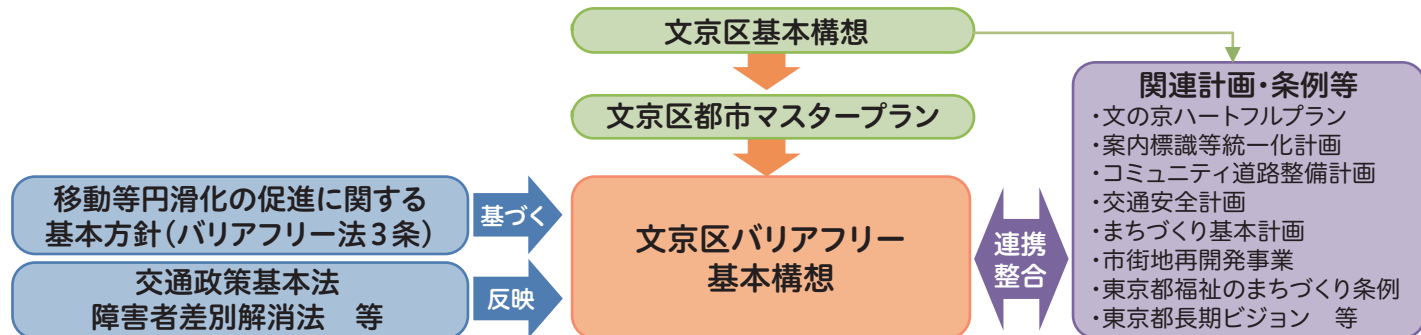 文京区基本構想
文京区都市マスタープラン
移動等円滑化の促進に関する
基本方針（バリアフリー法３条）
基づく
交通政策基本法
障害者差別解消法　等
反映
文京区バリアフリー
基本構想
連携
整合
関連計画・条例等
・文の京ハートフルプラン
・案内標識等統一化計画
・コミュニティ道路整備計画
・交通安全計画
・まちづくり基本計画
・市街地再開発事業
・東京都福祉のまちづくり条例
・東京都長期ビジョン　等